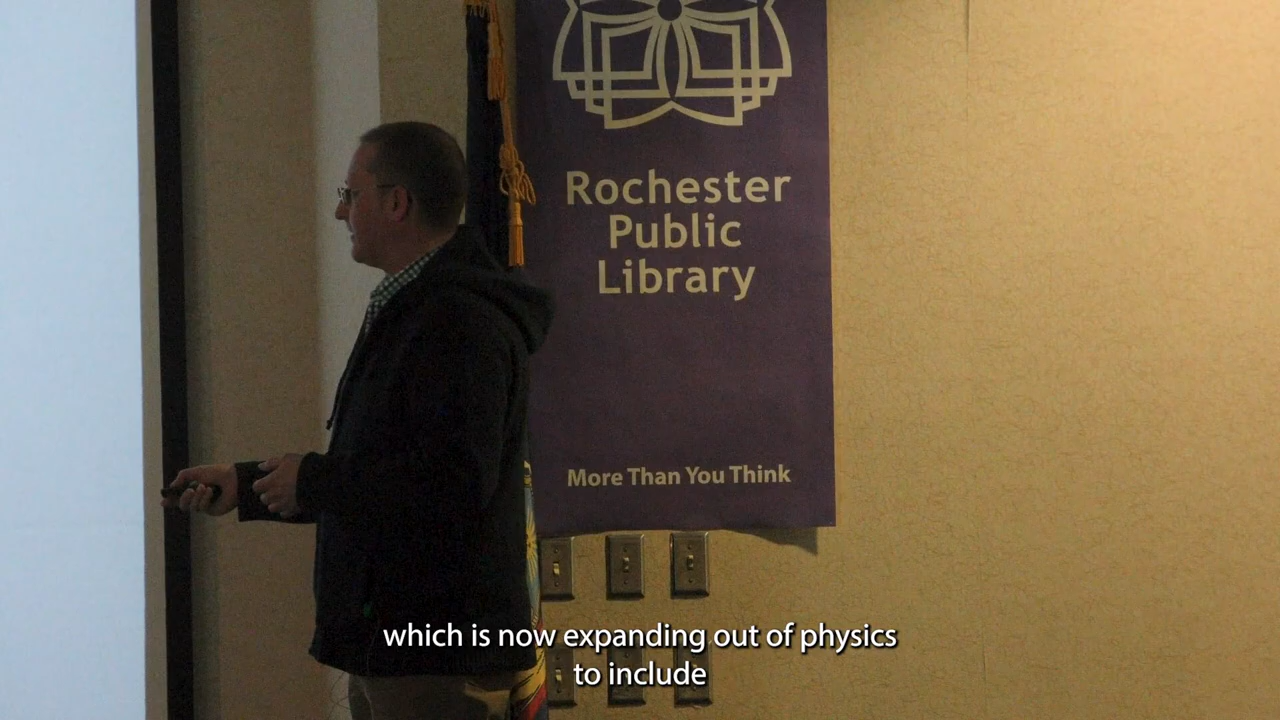 Rochester
Public
Library
More Than You Think
which is now expanding out of physics
to include